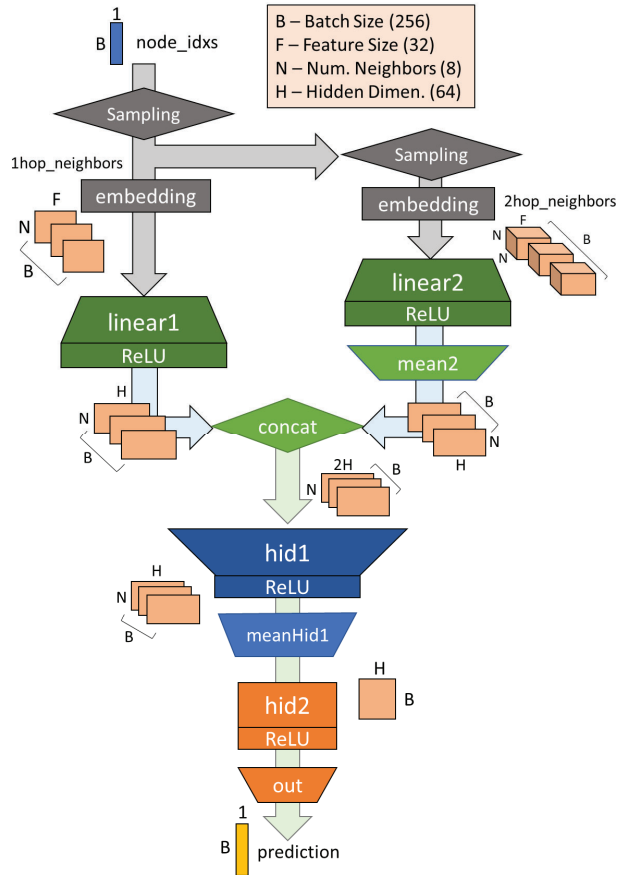 1
B
node_idxs
B – Batch Size (256)
F – Feature Size (32)
N – Num. Neighbors (8)
H – Hidden Dimen. (64)
Sampling
Sampling
1hop_neighbors
embedding
F
N
B
embedding
2hop_neighbors
F
N
N
B
linear1
ReLU
linear2
ReLU
mean2
H
N
B
concat
B
N
H
2H
B
N
hid1
ReLU
H
N
B
meanHid1
H
B
hid2
ReLU
out
1
B
prediction